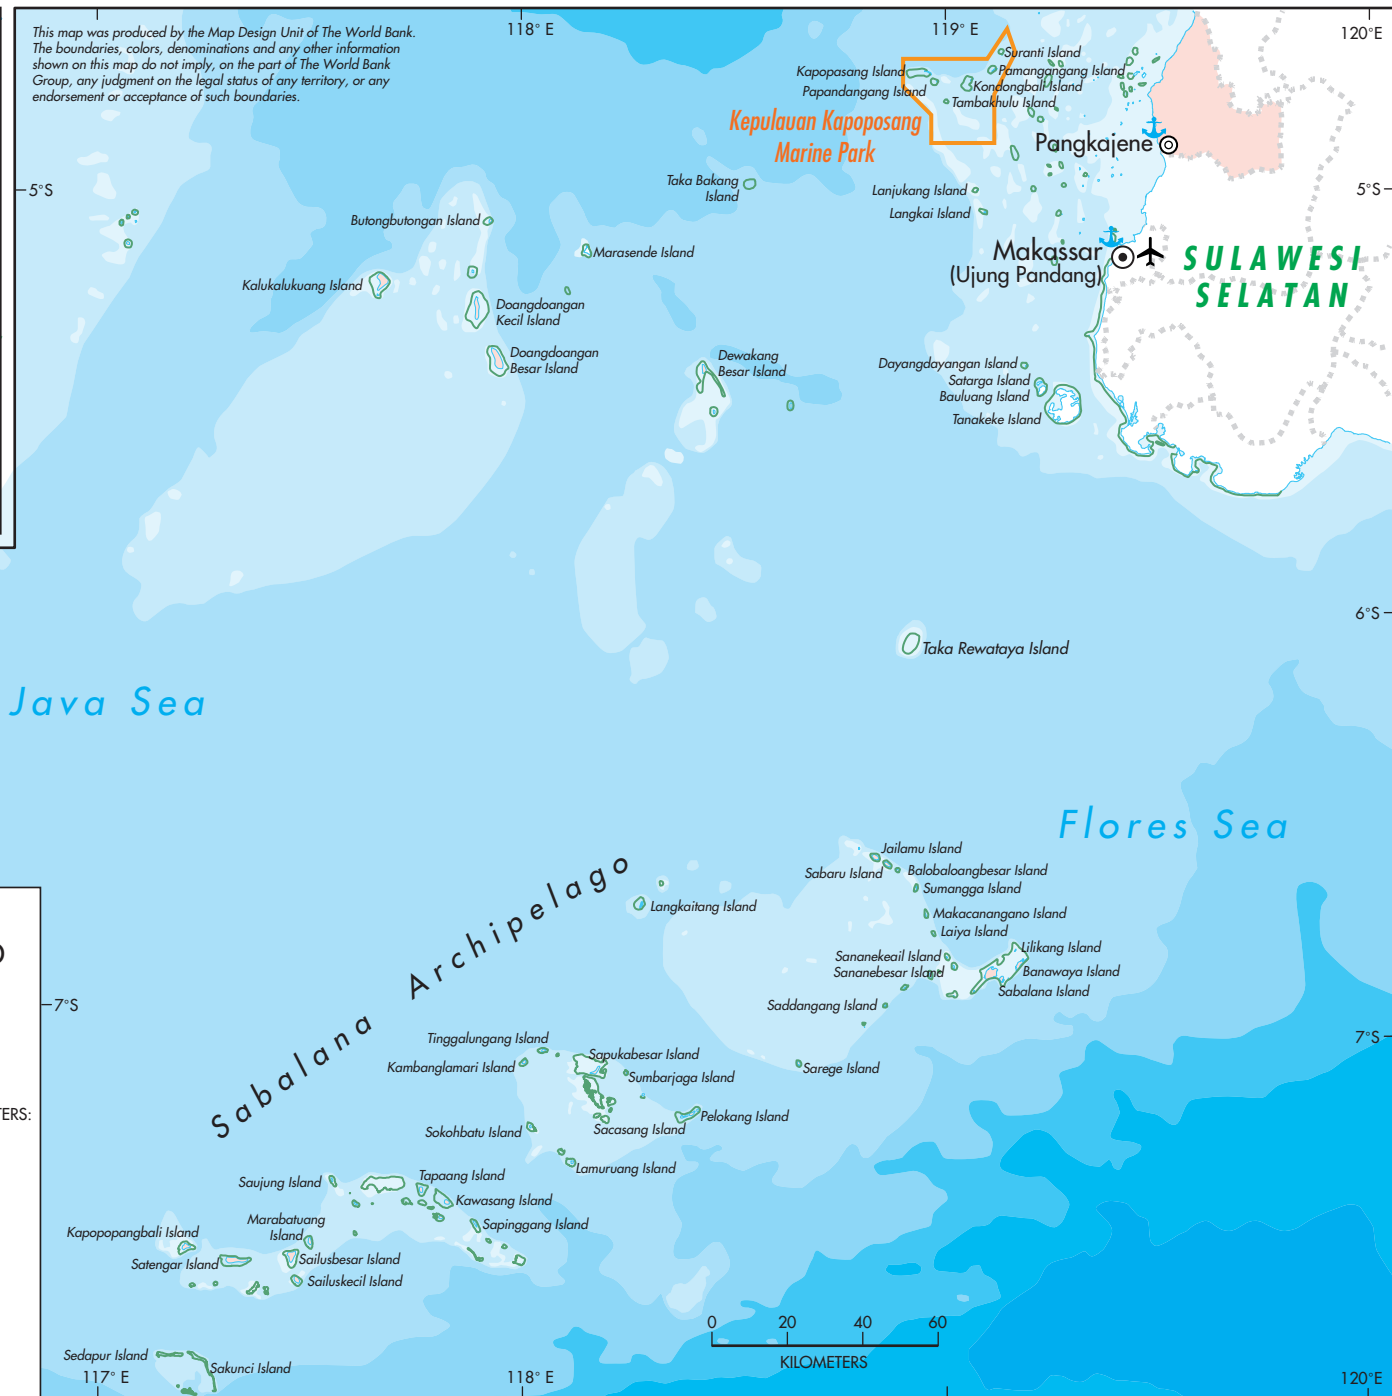 This map was produced by the Map Design Unit of The World Bank.
The boundaries, colors, denominations and any other information
shown on this map do not imply, on the part of The World Bank
Group, any judgment on the legal status of any territory, or any
endorsement or acceptance of such boundaries.
118° E
119° E
120°E
Suranti Island
Kapopasang Island
Pamangangang Island
Papandangang Island
Kondongbali Island
Tambakhulu Island
Kepulauan Kapoposang
Marine Park
Pangkajene
5°S
5°S
Taka Bakang
Island
Lanjukang Island
Langkai Island
Butongbutongan Island
Marasende Island
Makassar
(Ujung Pandang)
SULAWESI
SELATAN
Kalukalukuang Island
Doangdoangan
Kecil Island
Doangdoangan
Besar Island
Dewakang
Besar Island
Dayangdayangan Island
Satarga Island
Bauluang Island
Tanakeke Island
6°S
Taka Rewataya Island
Java Sea
Flores Sea
Jailamu Island
Sabaru Island
Balobaloangbesar Island
Sumangga Island
Sabalana Archipelago
Langkaitang Island
Makacanangano Island
Laiya Island
Lilikang Island
Sananekeail Island
Sananebesar Island
Banawaya Island
Sabalana Island
Saddangang Island
7°S
7°S
Tinggalungang Island
Sapukabesar Island
Kambanglamari Island
Sumbarjaga Island
Sarege Island
TERS:
Pelokang Island
Sokohbatu Island
Sacasang Island
Lamuruang Island
Tapaang Island
Saujung Island
Kawasang Island
Marabatuang
Island
Sapinggang Island
Kapopopangbali Island
Satengar Island
Sailusbesar Island
Sailuskecil Island
0 20 40 60
KILOMETERS
Sedapur Island
Sakunci Island
117° E
118° E
120°E